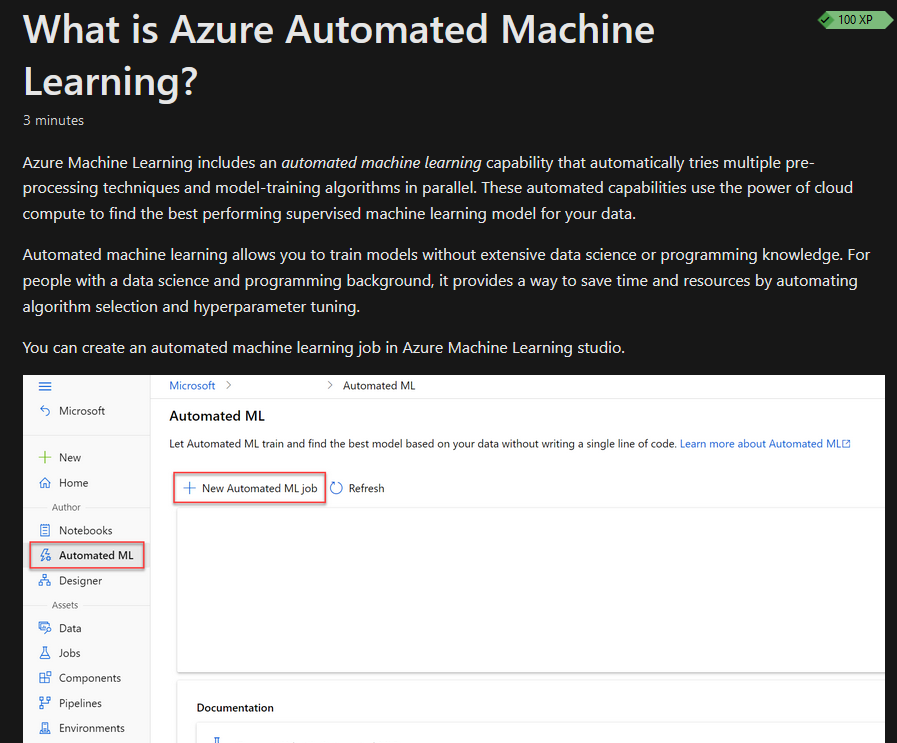 What is Azure Automated Machine
Learning?
100 XP
3 minutes
Azure Machine Learning includes an automated machine learning capability that automatically tries multiple pre-
processing techniques and model-training algorithms in parallel. These automated capabilities use the power of cloud
compute to find the best performing supervised machine learning model for your data.
Automated machine learning allows you to train models without extensive data science or programming knowledge. For
people with a data science and programming background, it provides a way to save time and resources by automating
algorithm selection and hyperparameter tuning.
You can create an automated machine learning job in Azure Machine Learning studio.
Microsoft
New
Home
Author
Notebooks
Automated ML
Designer
Assets
Data
Jobs
Components
Pipelines
Environments
Microsoft > > Automated ML
Automated ML
Let Automated ML train and find the best model based on your data without writing a single line of code. Learn more about Automated ML
New Automated ML job Refresh
Documentation